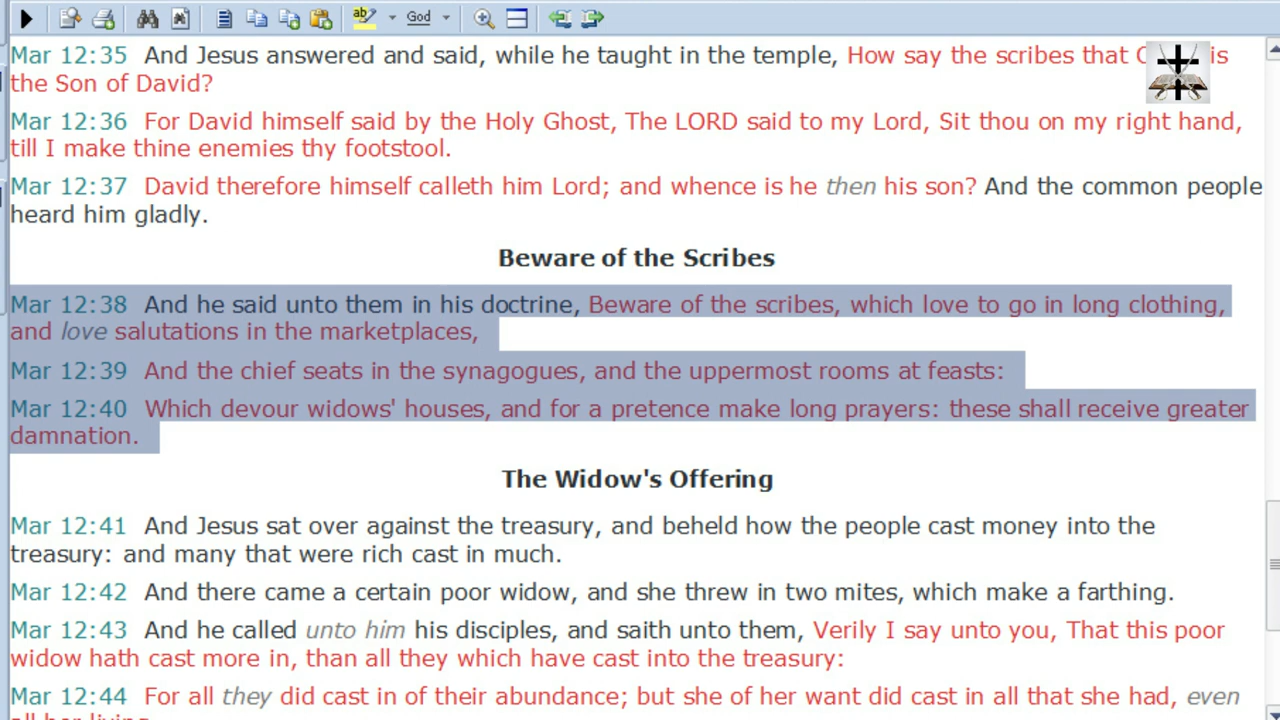 ab
God
Mar 12:35 And Jesus answered and said, while he taught in the temple, How say the scribes that is
the Son of David?
Mar 12:36 For David himself said by the Holy Ghost, The LORD said to my Lord, Sit thou on my right hand,
till I make thine enemies thy footstool.
Mar 12:37 David therefore himself calleth him Lord; and whence is he then his son? And the common people
heard him gladly.
Beware of the Scribes
Mar 12:38 And he said unto them in his doctrine, Beware of the scribes, which love to go in long clothing,
and love salutations in the marketplaces,
Mar 12:39 And the chief seats in the synagogues, and the uppermost rooms at feasts:
Mar 12:40 Which devour widows' houses, and for a pretence make long prayers: these shall receive greater
damnation.
The Widow's Offering
Mar 12:41 And Jesus sat over against the treasury, and beheld how the people cast money into the
treasury: and many that were rich cast in much.
Mar 12:42 And there came a certain poor widow, and she threw in two mites, which make a farthing.
Mar 12:43 And he called unto him his disciples, and saith unto them, Verily I say unto you, That this poor
widow hath cast more in, than all they which have cast into the treasury:
Mar 12:44 For all they did cast in of their abundance; but she of her want did cast in all that she had, even
all her living